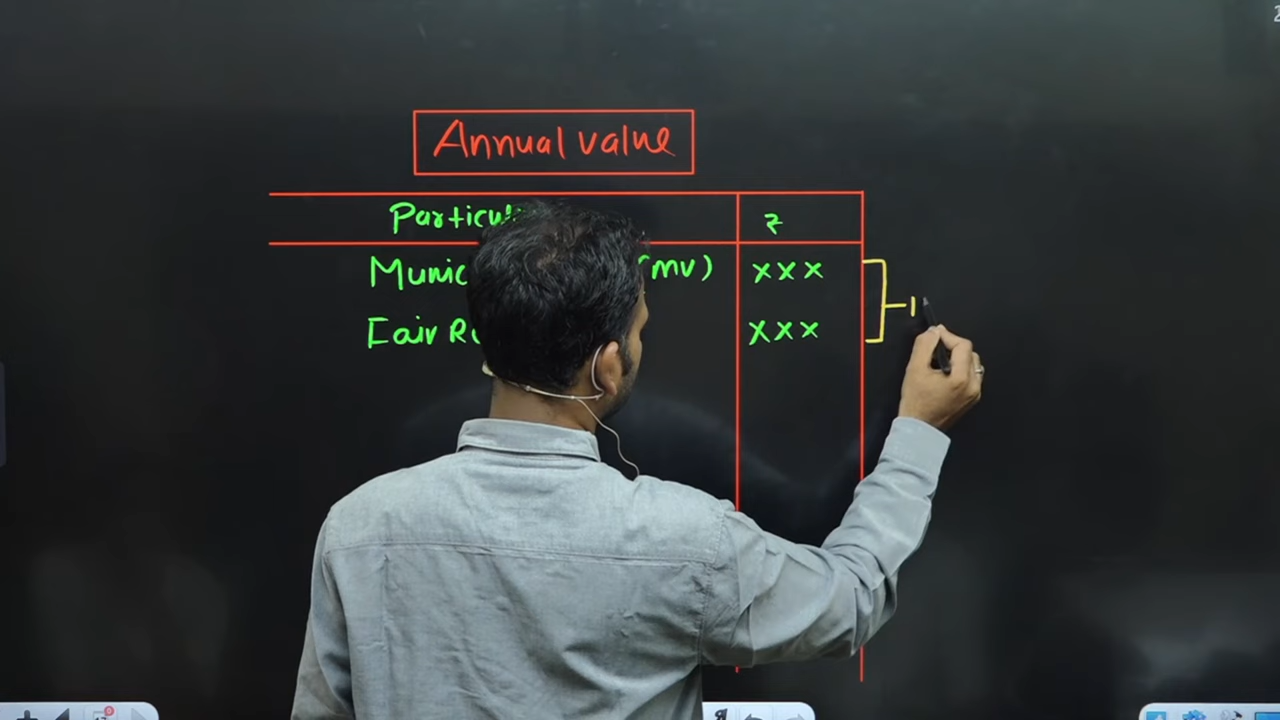 Annual value
Particul
₹
Munic (MV) XXX
Fair R XXX